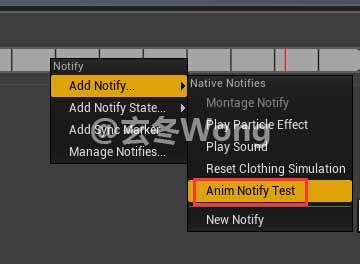 Notify
Add Notify...
Add Notify State...
Add Sync Marker
Manage Notifies...
Native Notifies
Montage Notify
Play Particle Effect
Play Sound
Reset Clothing Simulation
Anim Notify Test
New Notify
@玄冬Wong